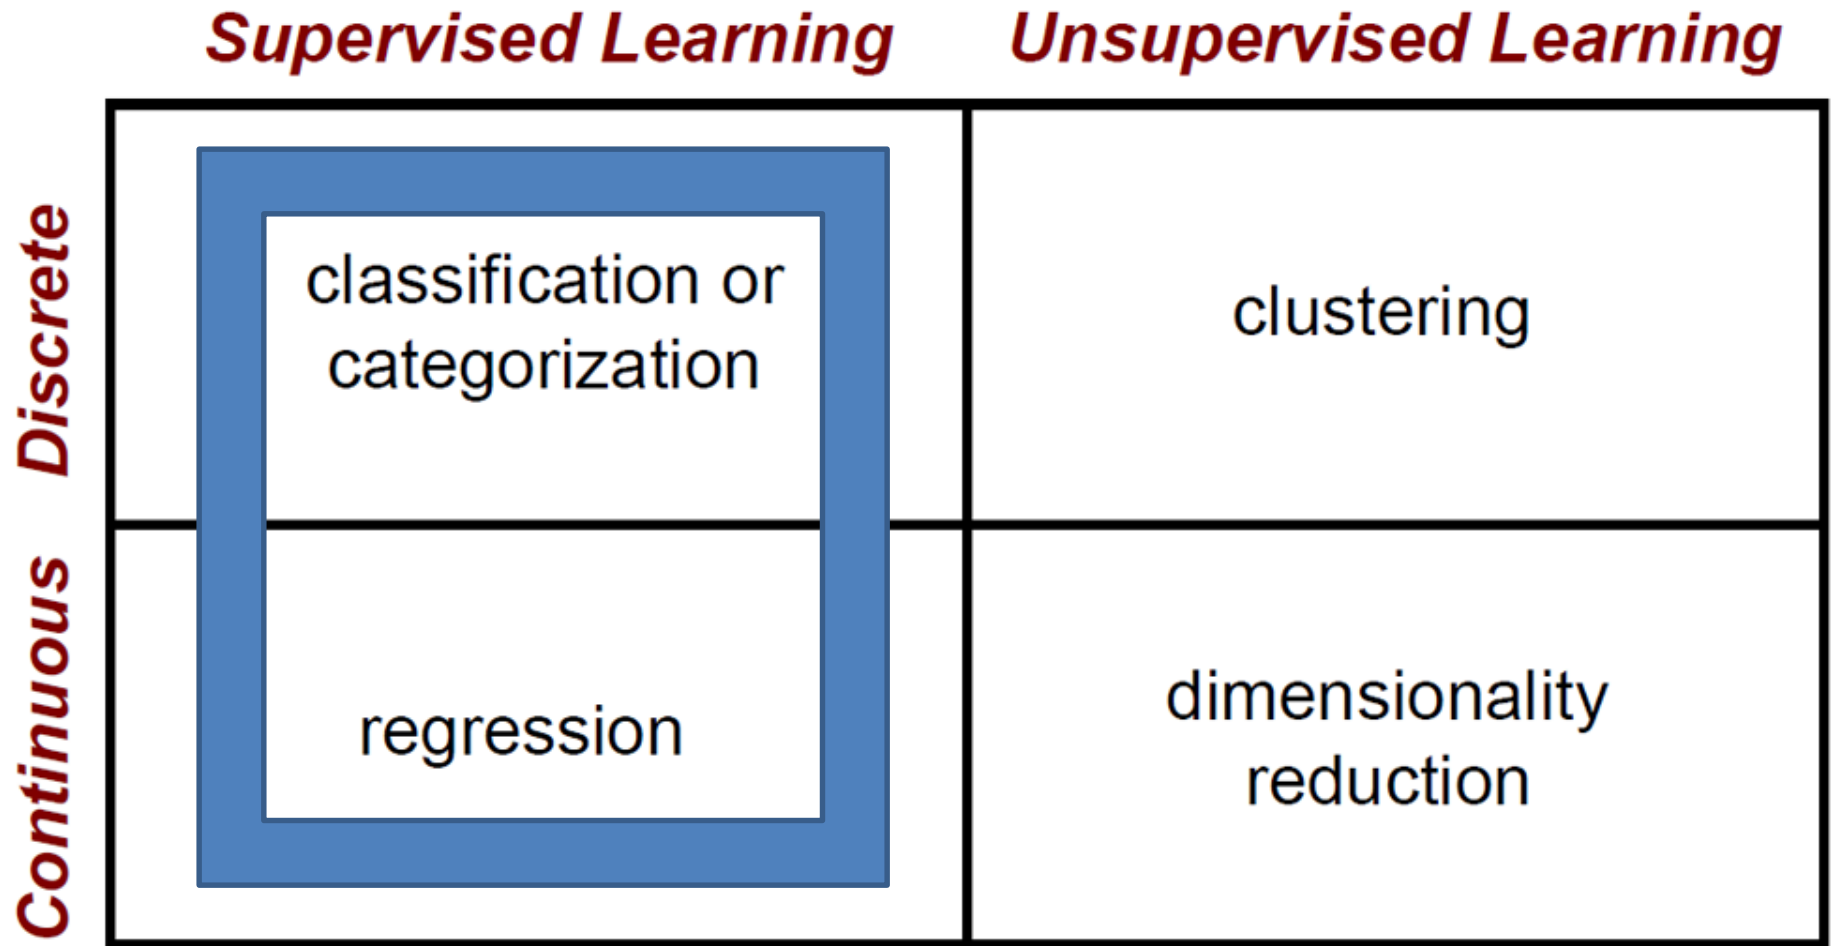 Supervised Learning
Unsupervised Learning
Discrete
classification or
categorization
clustering
Continuous
regression
dimensionality
reduction